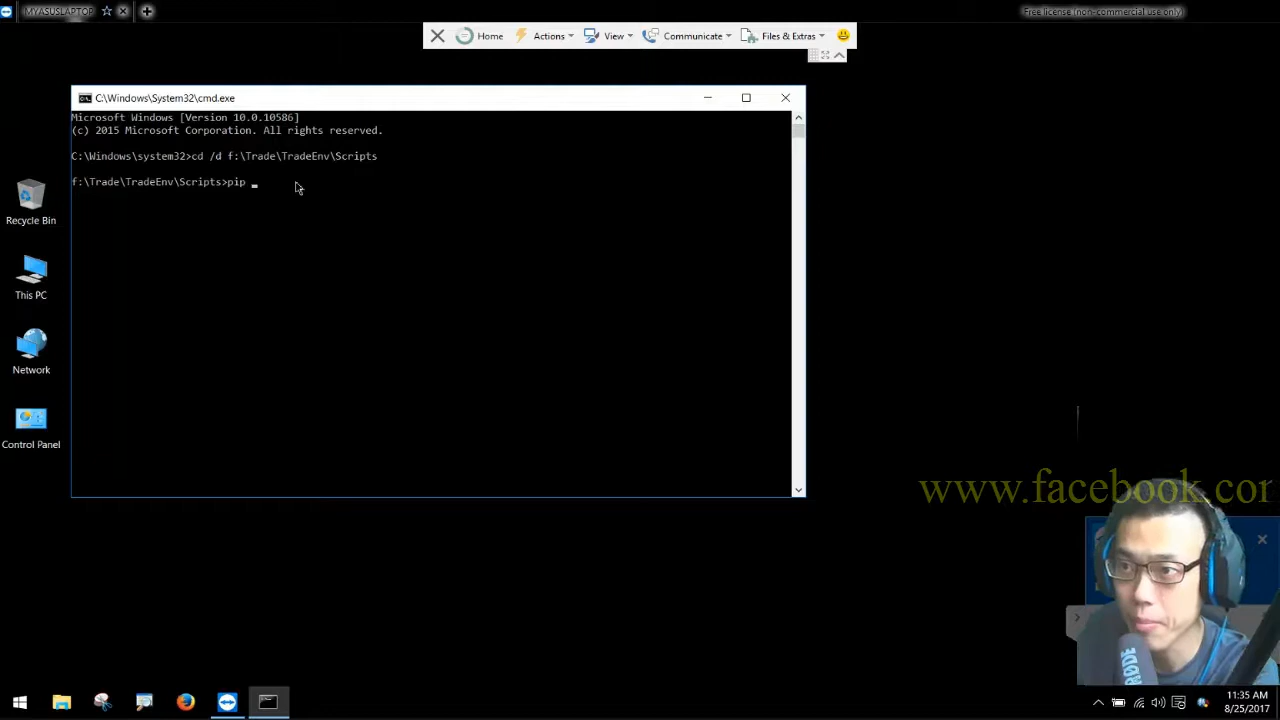 MYASUSLAPTOP
Free license (non-commercial use only)
Home
Actions
View
Communicate
Files & Extras
C:\Windows\System32\cmd.exe
Microsoft Windows [Version 10.0.10586]
(c) 2015 Microsoft Corporation. All rights reserved.
C:\Windows\system32>cd /d f:\Trade\TradeEnv\Scripts
f:\Trade\TradeEnv\Scripts>pip
Recycle Bin
This PC
Network
Control Panel
www.facebook.com
RØDE
11:35 AM
8/25/2017